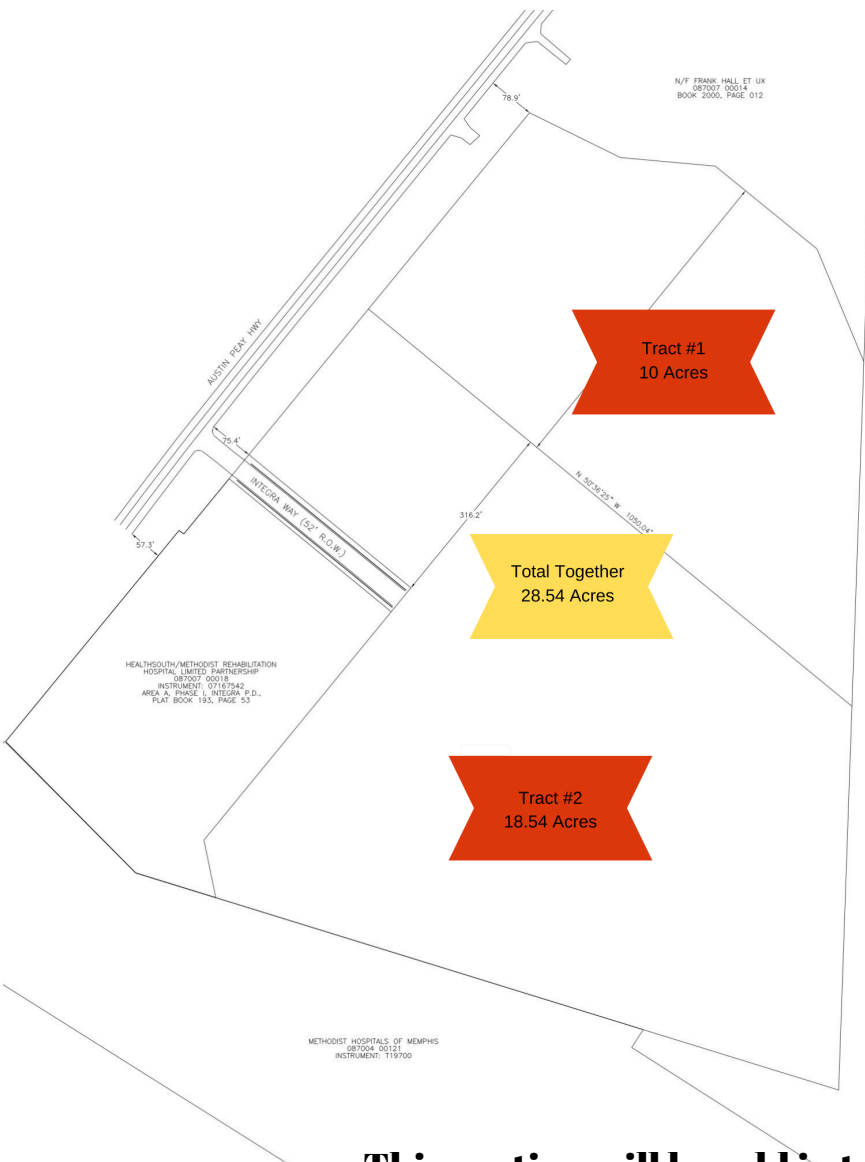 N/F FRANK HALL ET UX
087007 00014
BOOK 2000, PAGE 012
78.9'
AUSTIN PEAY HWY
Tract #1
10 Acres
75.4'
INTEGRA WAY (52' R.O.W.)
N 50°36'25" W 1050.04'
316.2'
57.3'
Total Together
28.54 Acres
HEALTHSOUTH/METHODIST REHABILITATION
HOSPITAL LIMITED PARTNERSHIP
087007 00018
INSTRUMENT: 07167542
AREA A, PHASE I, INTEGRA P.D.,
PLAT BOOK 193, PAGE 53
Tract #2
18.54 Acres
METHODIST HOSPITALS OF MEMPHIS
087004 00121
INSTRUMENT: T19700